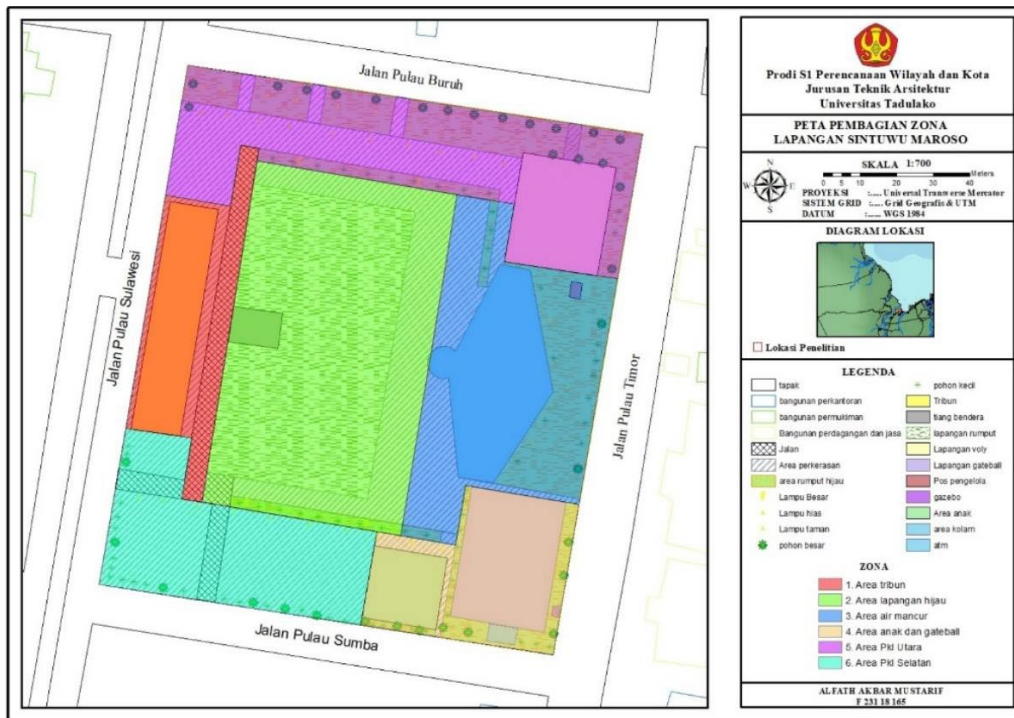 Jalan Pulau Buruh
Jalan Pulau Sulawesi
Jalan Pulau Timor
Jalan Pulau Sumba
Prodi S1 Perencanaan Wilayah dan Kota
Jurusan Teknik Arsitektur
Universitas Tadulako
PETA PEMBAGIAN ZONA
LAPANGAN SINTUWU MAROSO
N
W E
S
SKALA 1:700
Meters
0 5 10 20 30 40
PROYEKSI :..... Universal Transverse Mercator
SISTEM GRID :..... Grid Geografis & UTM
DATUM :..... WGS 1984
DIAGRAM LOKASI
Lokasi Penelitian
LEGENDA
tapak
bangunan perkantoran
bangunan permukiman
Bangunan perdagangan dan jasa
Jalan
Area perkerasan
area rumput hijau
Lampu Besar
Lampu hias
Lampu taman
pohon besar
pohon kecil
Tribun
tiang bendera
lapangan rumput
Lapangan voly
Lapangan gateball
Pos pengelola
gazebo
Area anak
area kolam
atm
ZONA
1. Area tribun
2. Area lapangan hijau
3. Area air mancur
4. Area anak dan gateball
5. Area Pkl Utara
6. Area Pkl Selatan
ALFATH AKBAR MUSTARIF
F 231 18 165